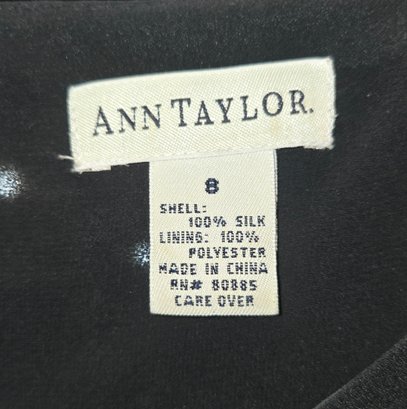 ANN TAYLOR.
8
SHELL:
100% SILK
LINING: 100%
POLYESTER
MADE IN CHINA
RN# 80885
CARE OVER